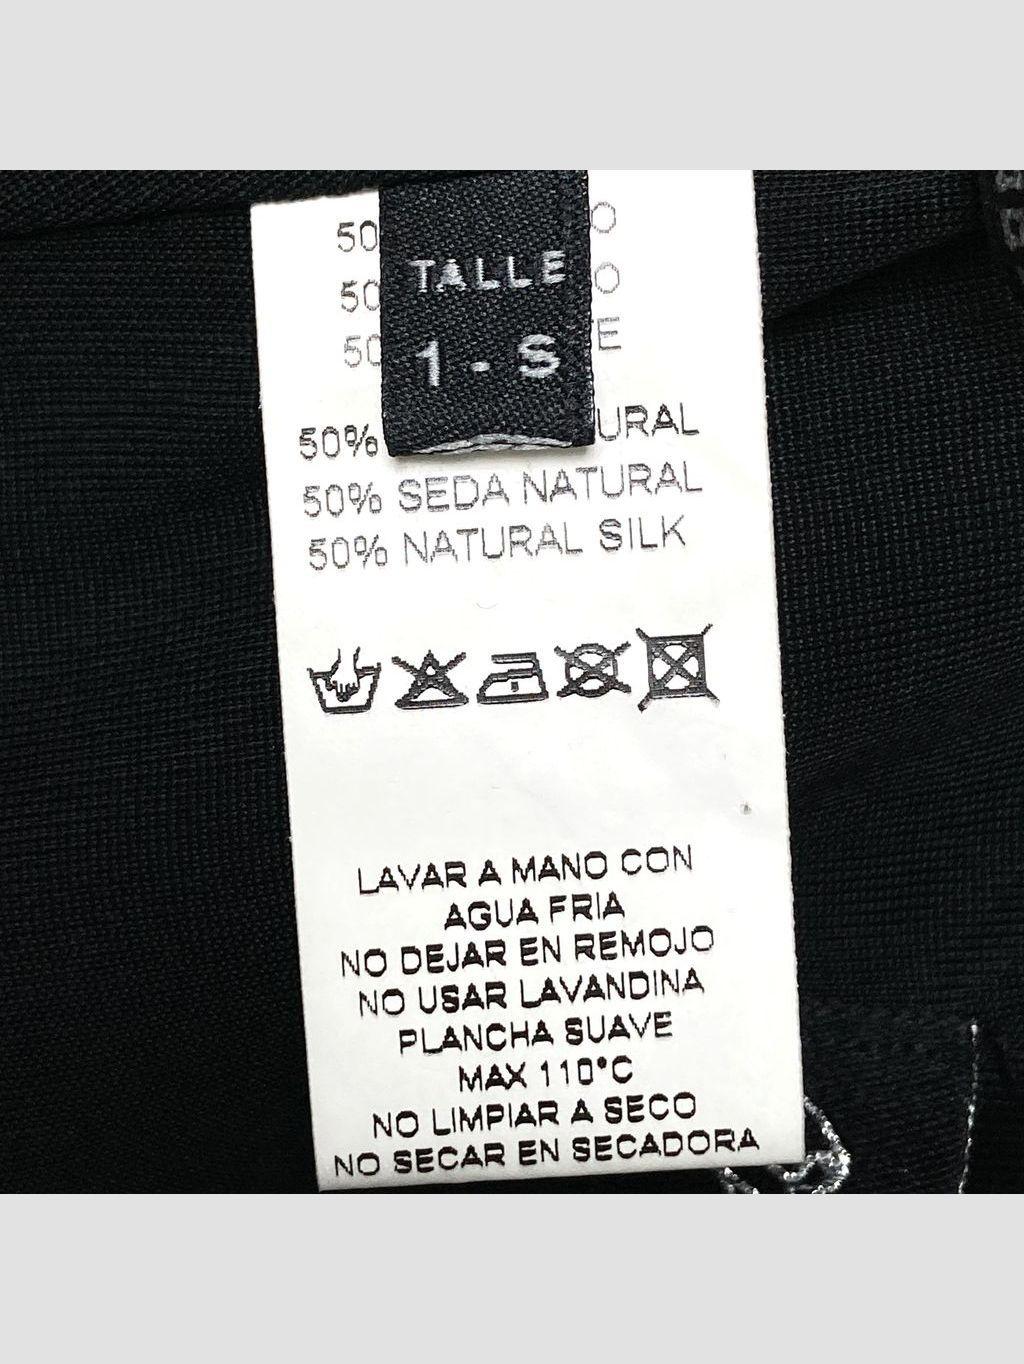 TALLE
1 - S
50% SEDA NATURAL
50% NATURAL SILK
LAVAR A MANO CON
AGUA FRIA
NO DEJAR EN REMOJO
NO USAR LAVANDINA
PLANCHA SUAVE
MAX 110°C
NO LIMPIAR A SECO
NO SECAR EN SECADORA